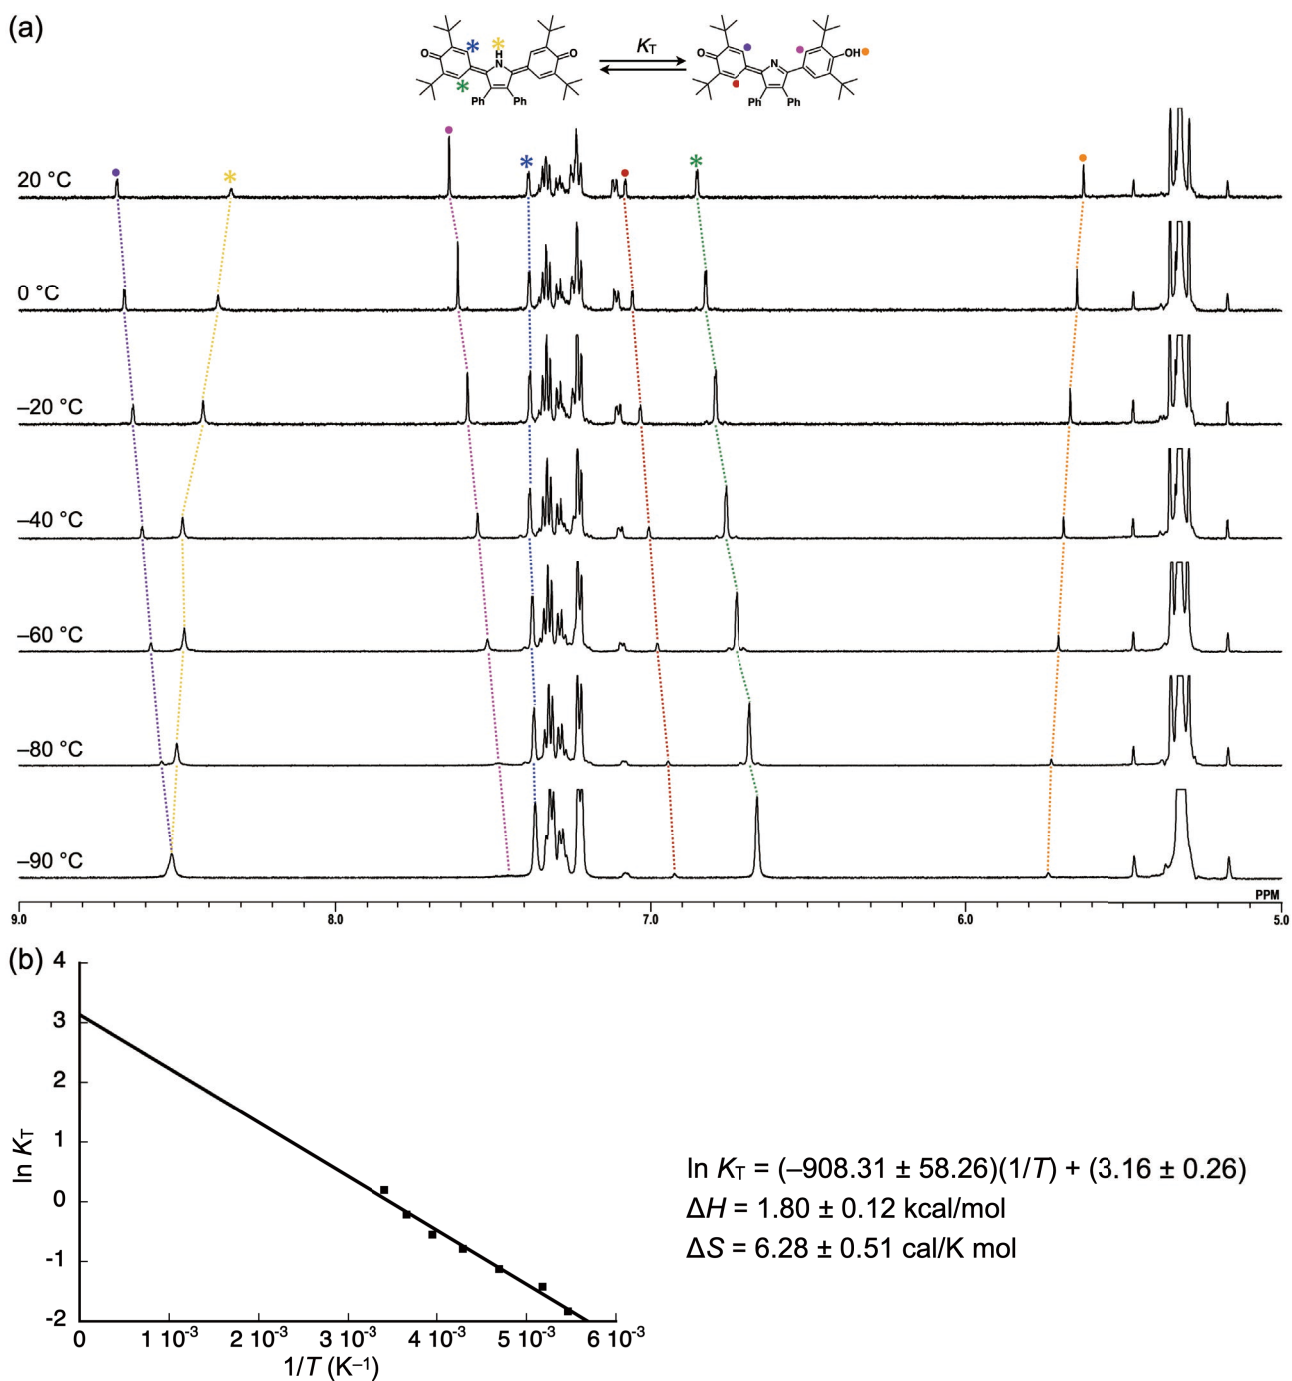 (a)
O
H
N
O
Ph
Ph
K_T
O
N
OH
Ph
Ph
20 °C
0 °C
–20 °C
–40 °C
–60 °C
–80 °C
–90 °C
PPM
9.0 8.0 7.0 6.0 5.0
(b)
4
3
2
1
0
-1
-2
ln K_T
0 1 10⁻³ 2 10⁻³ 3 10⁻³ 4 10⁻³ 5 10⁻³ 6 10⁻³
1/T (K⁻¹)
ln K_T = (–908.31 ± 58.26)(1/T) + (3.16 ± 0.26)
ΔH = 1.80 ± 0.12 kcal/mol
ΔS = 6.28 ± 0.51 cal/K mol